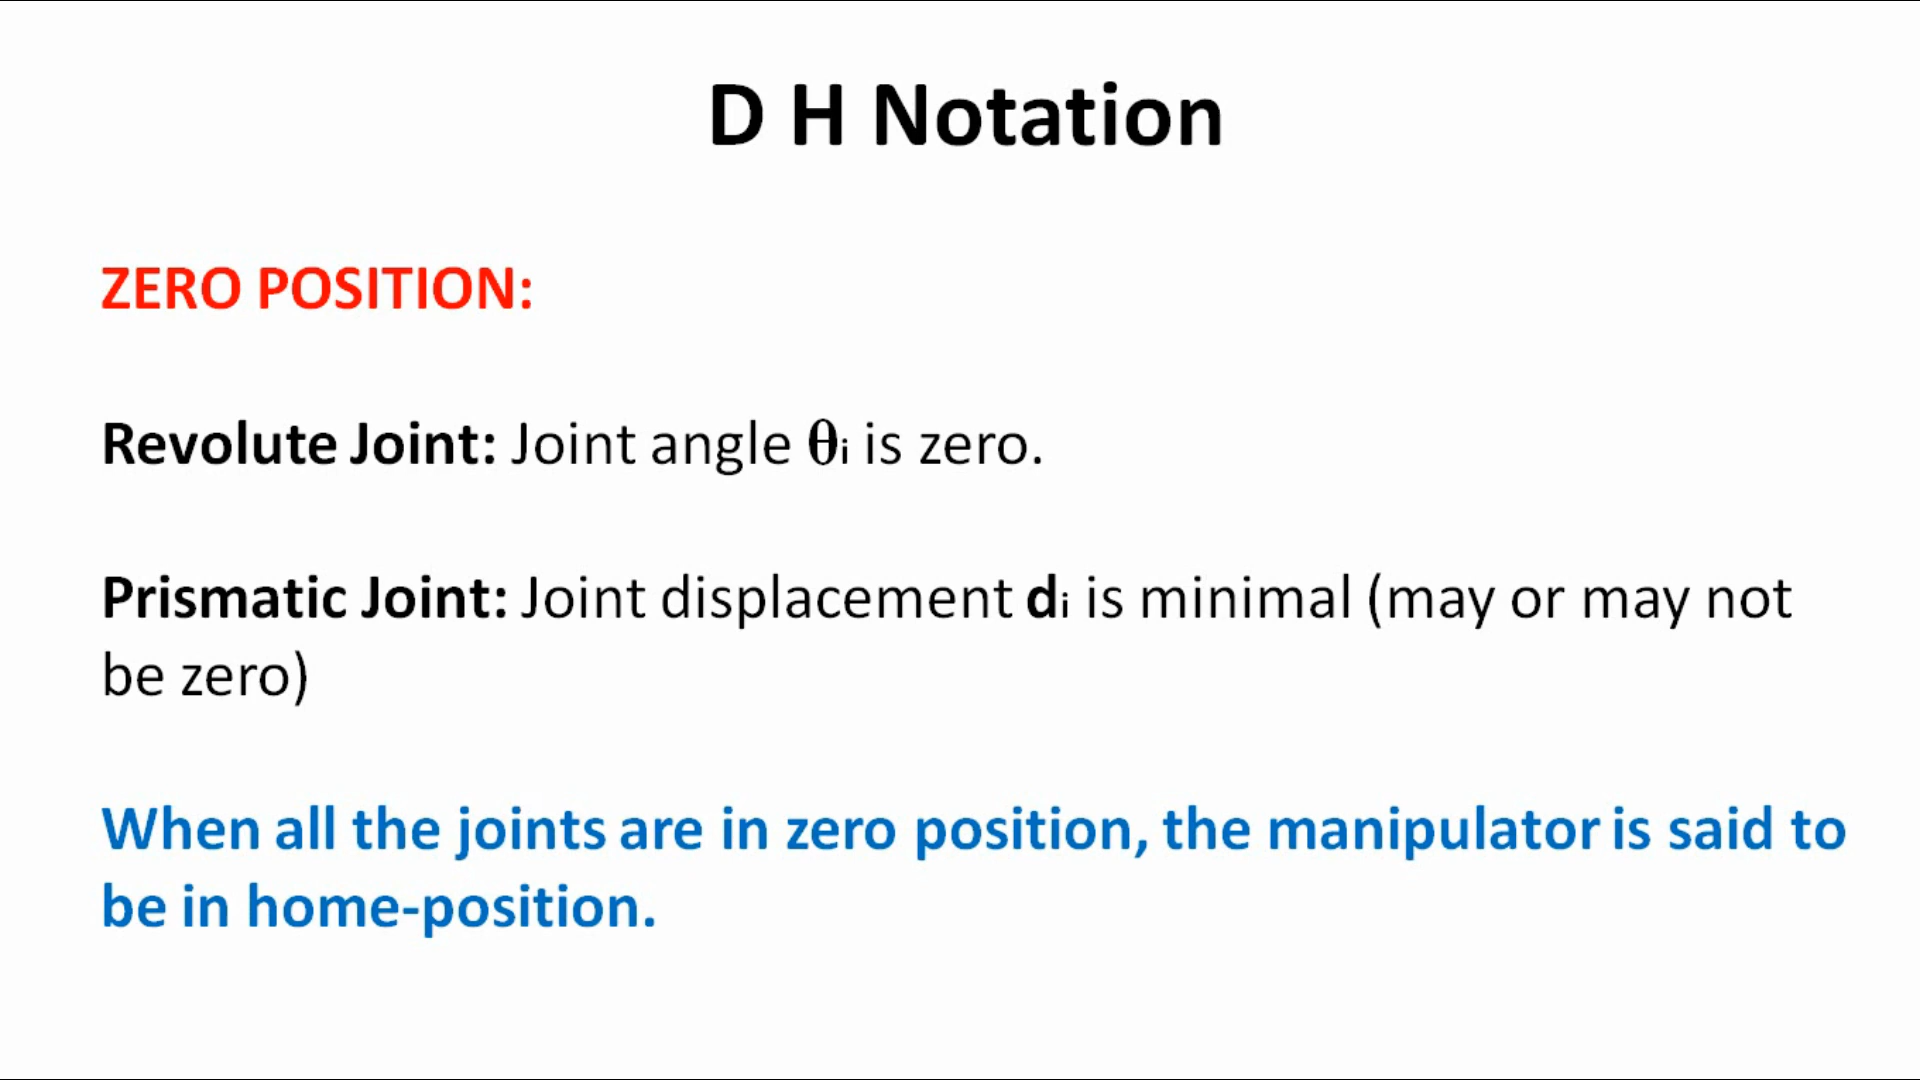 D H Notation
ZERO POSITION:
Revolute Joint: Joint angle θi is zero.
Prismatic Joint: Joint displacement di is minimal (may or may not
be zero)
When all the joints are in zero position, the manipulator is said to
be in home-position.